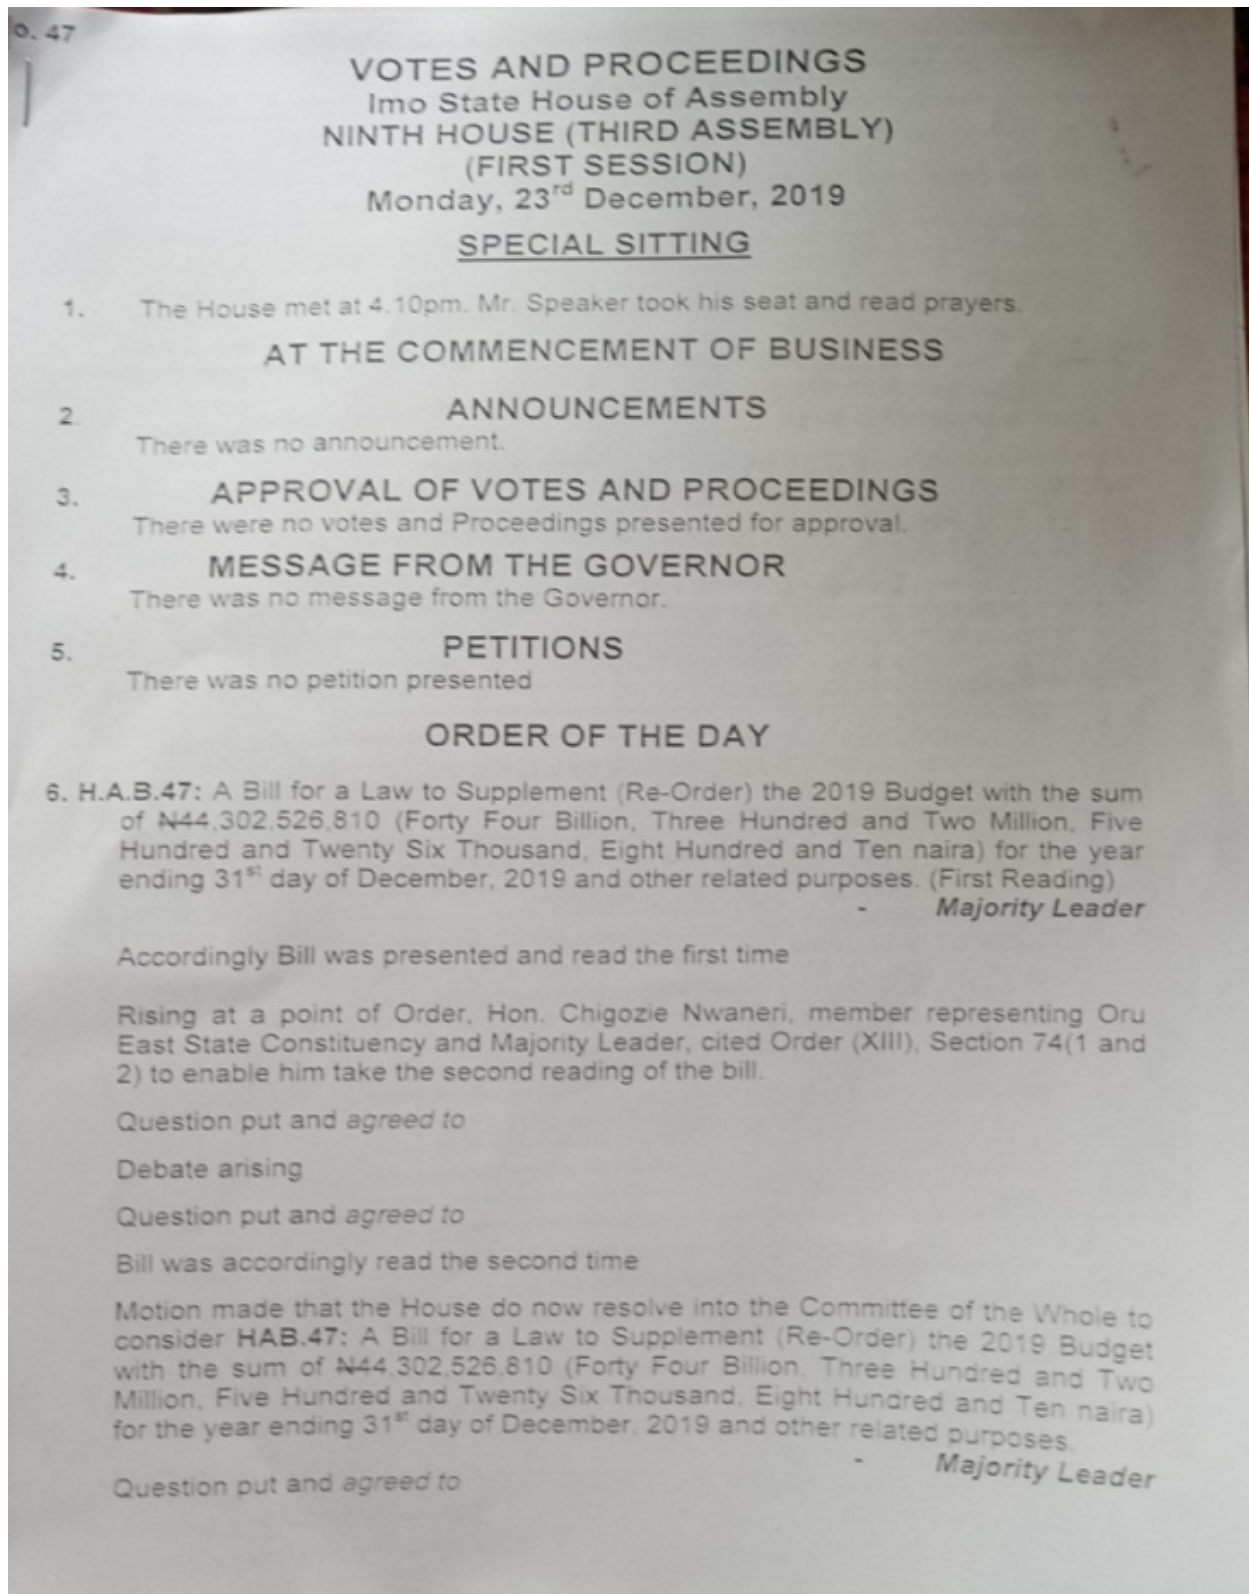 o. 47
VOTES AND PROCEEDINGS
Imo State House of Assembly
NINTH HOUSE (THIRD ASSEMBLY)
(FIRST SESSION)
Monday, 23rd December, 2019
SPECIAL SITTING
1. The House met at 4.10pm. Mr. Speaker took his seat and read prayers.
AT THE COMMENCEMENT OF BUSINESS
2. ANNOUNCEMENTS
There was no announcement.
3. APPROVAL OF VOTES AND PROCEEDINGS
There were no votes and Proceedings presented for approval.
4. MESSAGE FROM THE GOVERNOR
There was no message from the Governor.
5. PETITIONS
There was no petition presented
ORDER OF THE DAY
6. H.A.B.47: A Bill for a Law to Supplement (Re-Order) the 2019 Budget with the sum
of ₦44,302,526,810 (Forty Four Billion, Three Hundred and Two Million, Five
Hundred and Twenty Six Thousand, Eight Hundred and Ten naira) for the year
ending 31st day of December, 2019 and other related purposes. (First Reading)
- Majority Leader
Accordingly Bill was presented and read the first time
Rising at a point of Order, Hon. Chigozie Nwaneri, member representing Oru
East State Constituency and Majority Leader, cited Order (XIII), Section 74(1 and
2) to enable him take the second reading of the bill.
Question put and agreed to
Debate arising
Question put and agreed to
Bill was accordingly read the second time
Motion made that the House do now resolve into the Committee of the Whole to
consider HAB.47: A Bill for a Law to Supplement (Re-Order) the 2019 Budget
with the sum of ₦44,302,526,810 (Forty Four Billion, Three Hundred and Two
Million, Five Hundred and Twenty Six Thousand, Eight Hundred and Ten naira)
for the year ending 31st day of December, 2019 and other related purposes.
- Majority Leader
Question put and agreed to